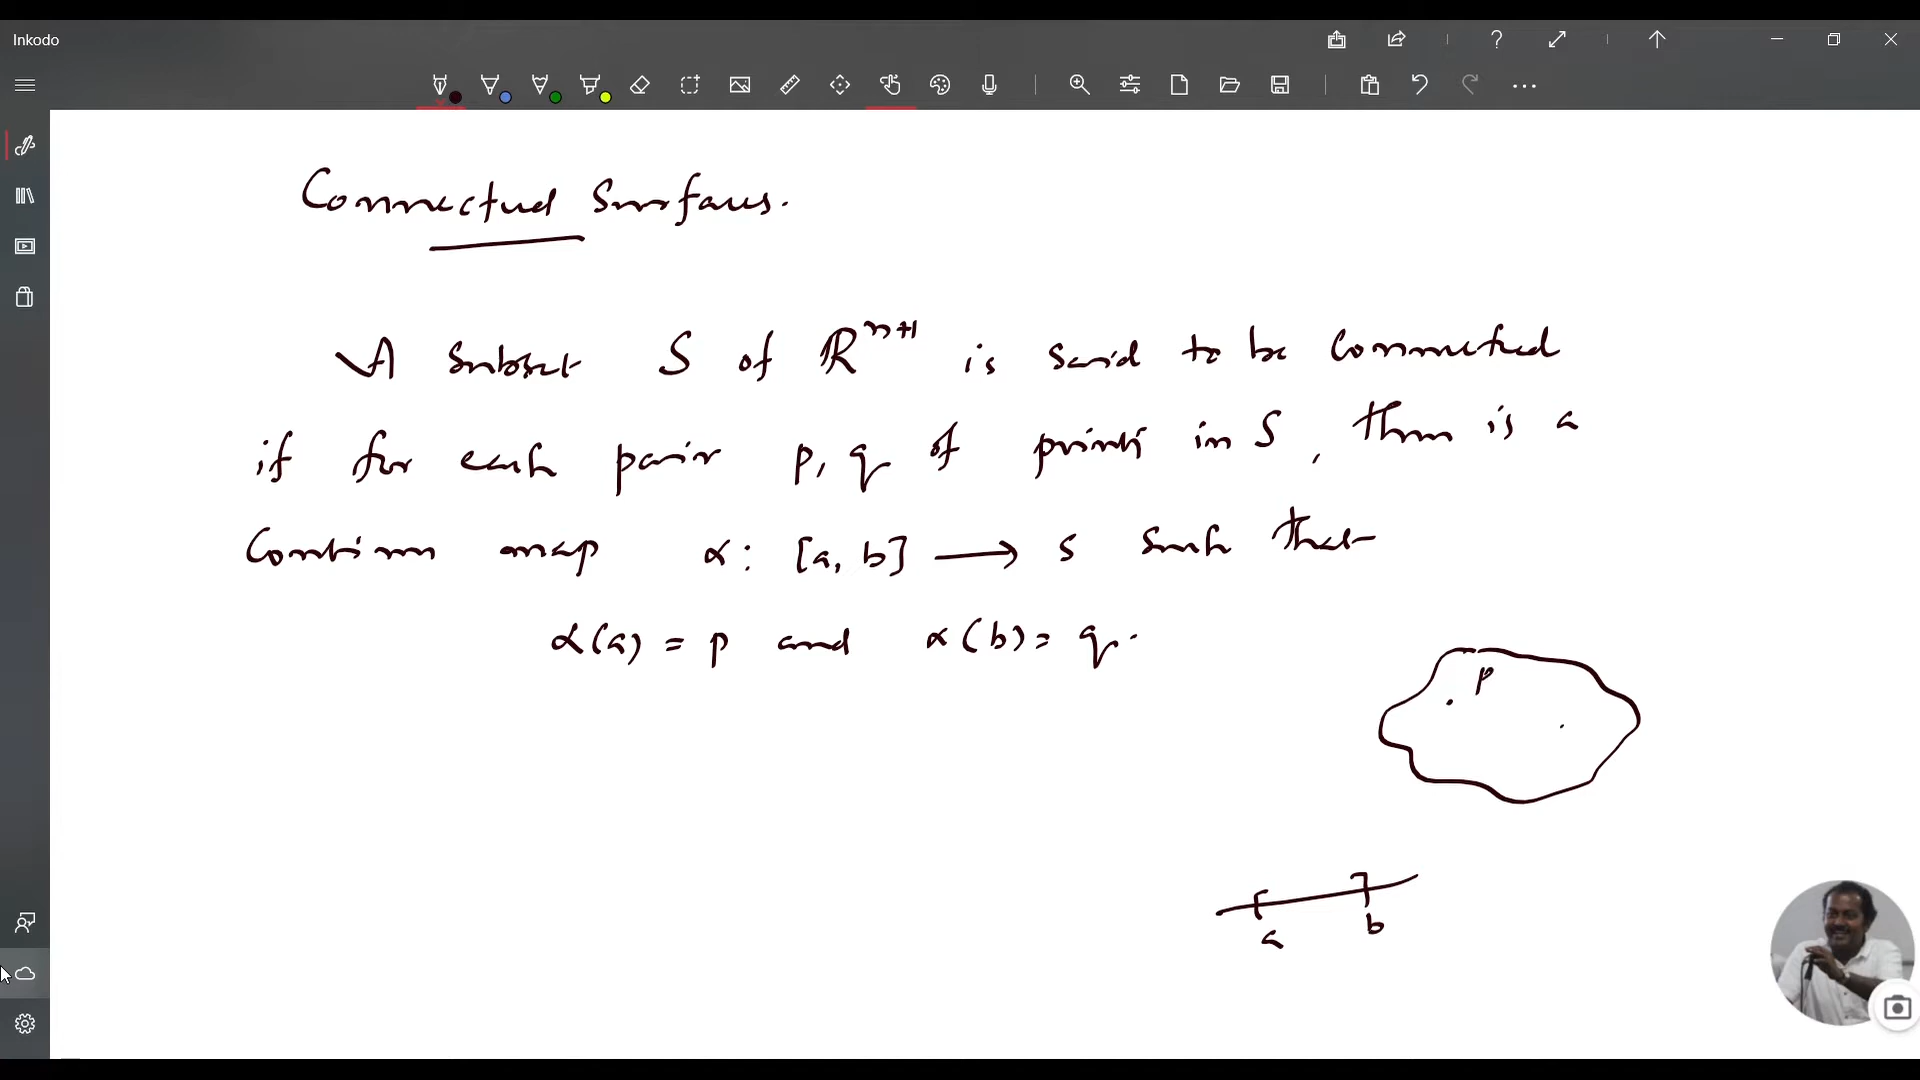 Inkodo
Connected Surfaces.
A subset S of ℝⁿ⁺¹ is said to be connected
if for each pair p, q of points in S, there is a
continuous map α: [a, b] ⟶ S such that
α(a) = p and α(b) = q.
p
a b